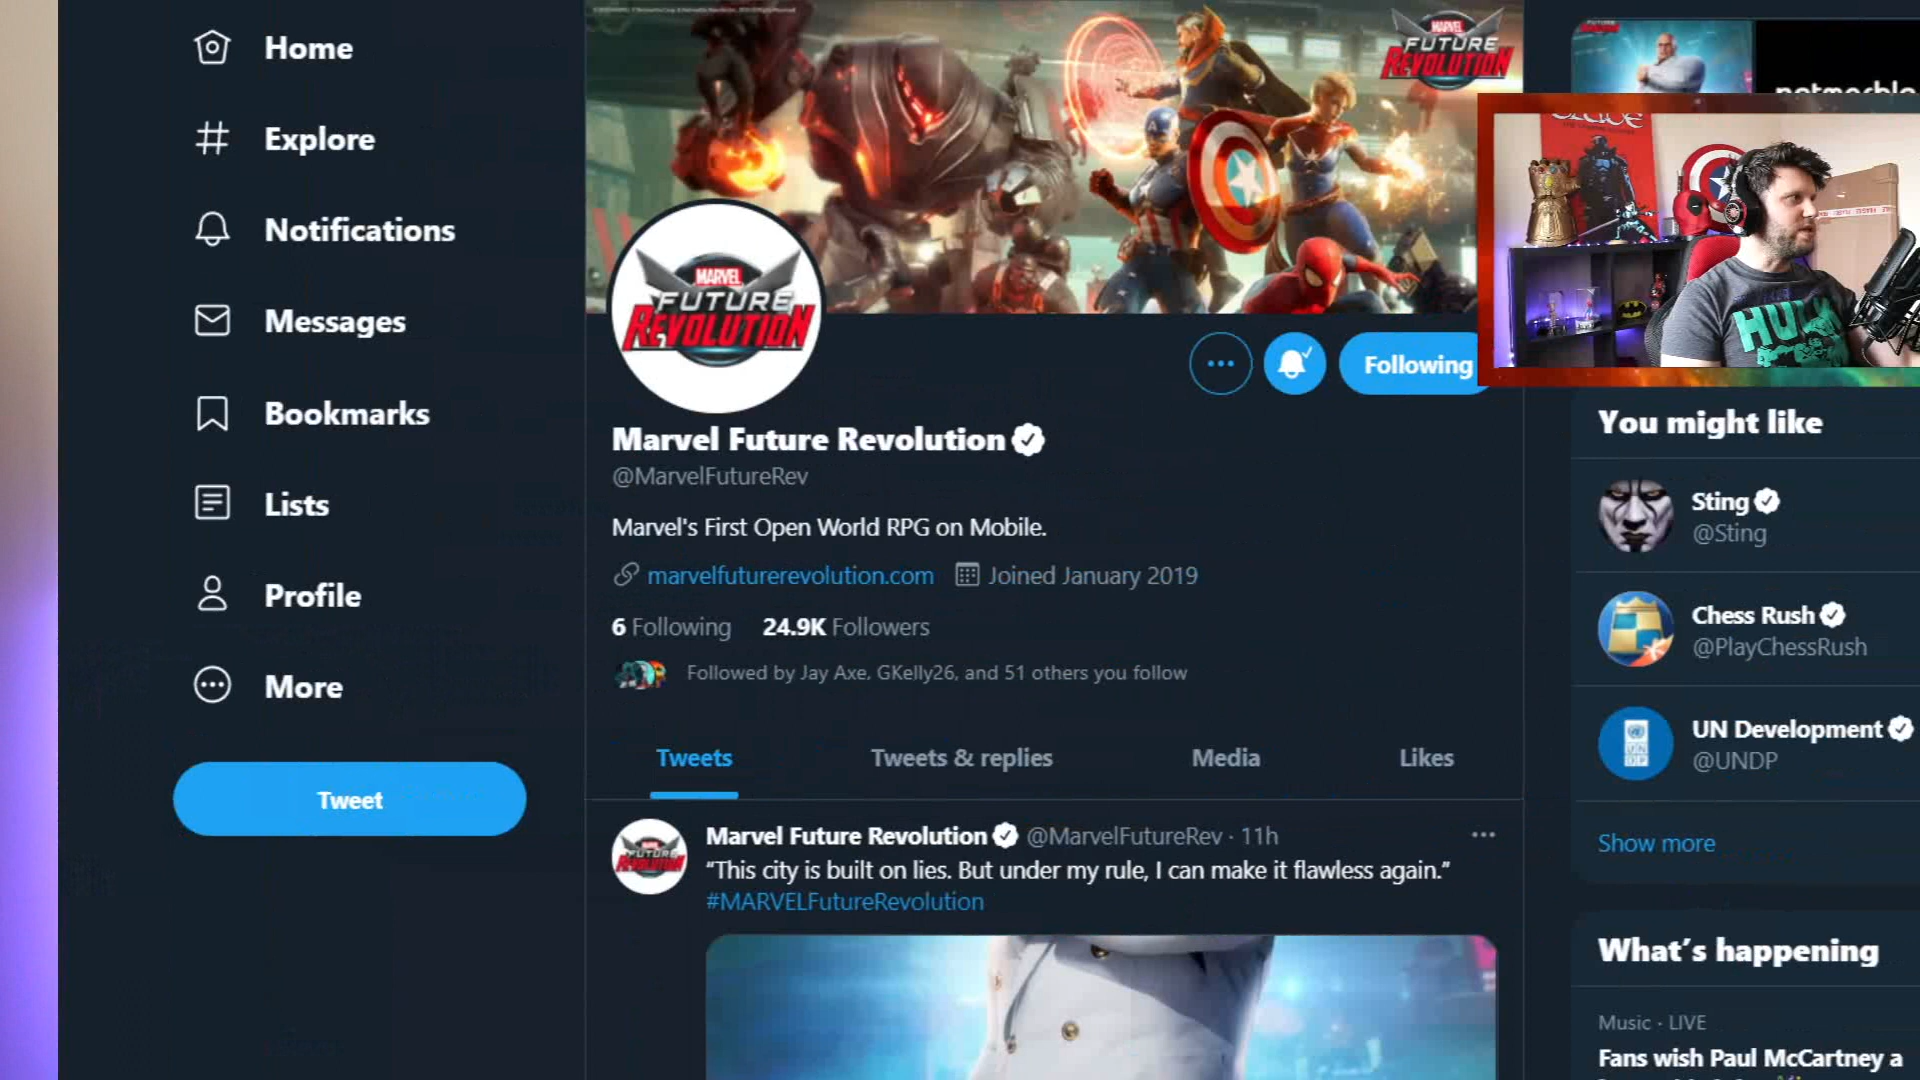 Home
Explore
Notifications
Messages
Bookmarks
Lists
Profile
More
Tweet
MARVEL
FUTURE
REVOLUTION
MARVEL
FUTURE
REVOLUTION
Following
Marvel Future Revolution
@MarvelFutureRev
Marvel's First Open World RPG on Mobile.
marvelfuturerevolution.com Joined January 2019
6 Following 24.9K Followers
Followed by Jay Axe, GKelly26, and 51 others you follow
Tweets Tweets & replies Media Likes
Marvel Future Revolution @MarvelFutureRev · 11h
“This city is built on lies. But under my rule, I can make it flawless again.”
#MARVELFutureRevolution
HULK
You might like
Sting
@Sting
Chess Rush
@PlayChessRush
UN Development
@UNDP
Show more
What's happening
Music · LIVE
Fans wish Paul McCartney a